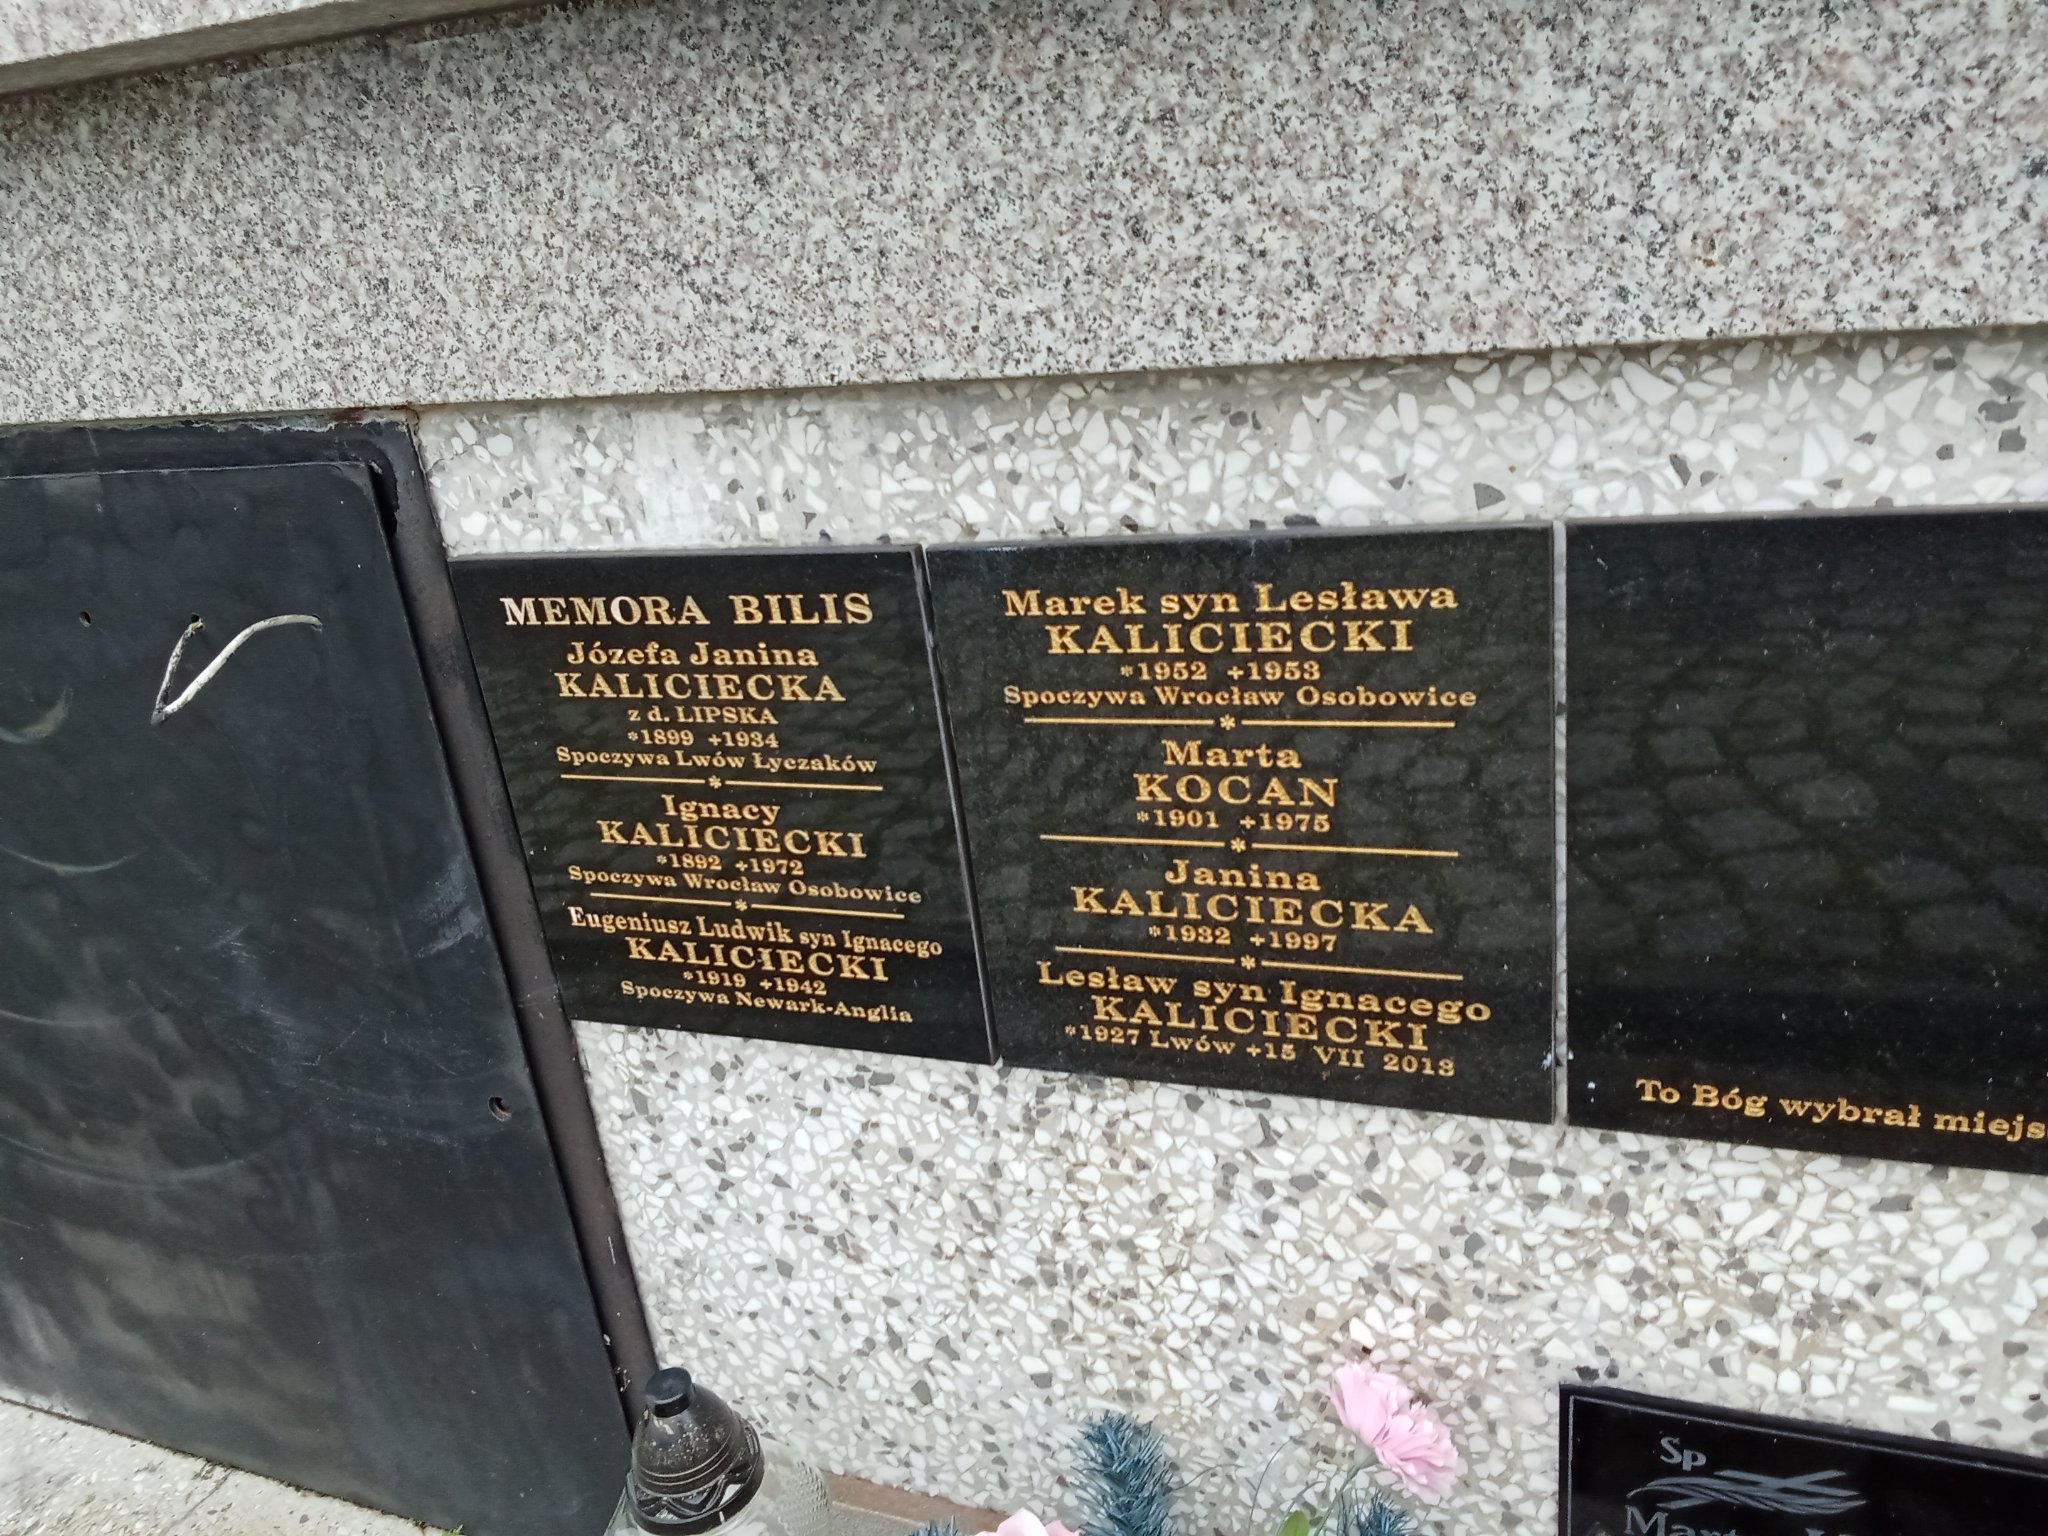 MEMORA BILIS
Józefa Janina
KALICIECKA
z d. LIPSKA
*1899 +1934
Spoczywa Lwów Łyczaków
Ignacy
KALICIECKI
*1892 +1972
Spoczywa Wrocław Osobowice
Eugeniusz Ludwik syn Ignacego
KALICIECKI
*1919 +1942
Spoczywa Newark-Anglia
Marek syn Lesława
KALICIECKI
*1952 +1953
Spoczywa Wrocław Osobowice
Marta
KOCAN
*1901 +1975
Janina
KALICIECKA
*1932 +1997
Lesław syn Ignacego
KALICIECKI
*1927 Lwów +15 VII 2013
To Bóg wybrał miejs
Sp